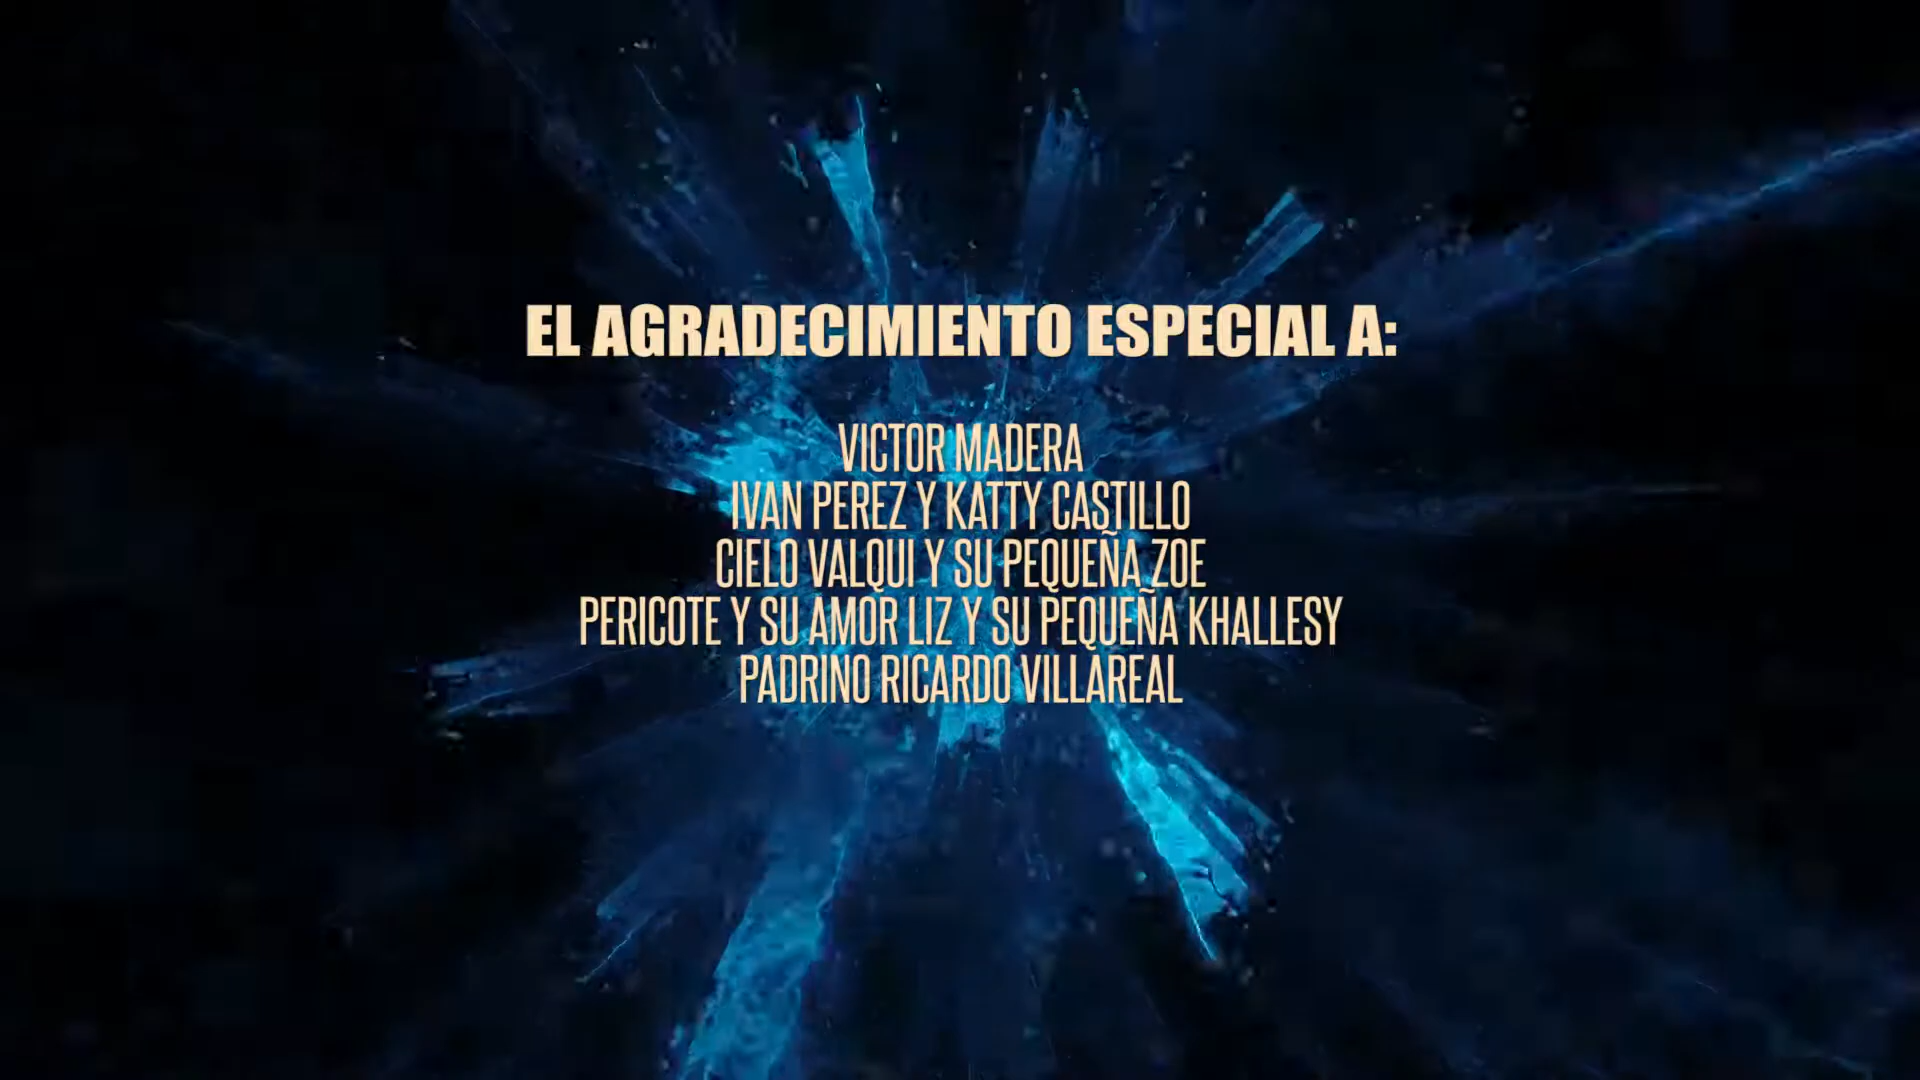 EL AGRADECIMIENTO ESPECIAL A:
VICTOR MADERA
IVAN PEREZ Y KATTY CASTILLO
CIELO VALQUI Y SU PEQUEÑA ZOE
PERICOTE Y SU AMOR LIZ Y SU PEQUEÑA KHALLESY
PADRINO RICARDO VILLAREAL